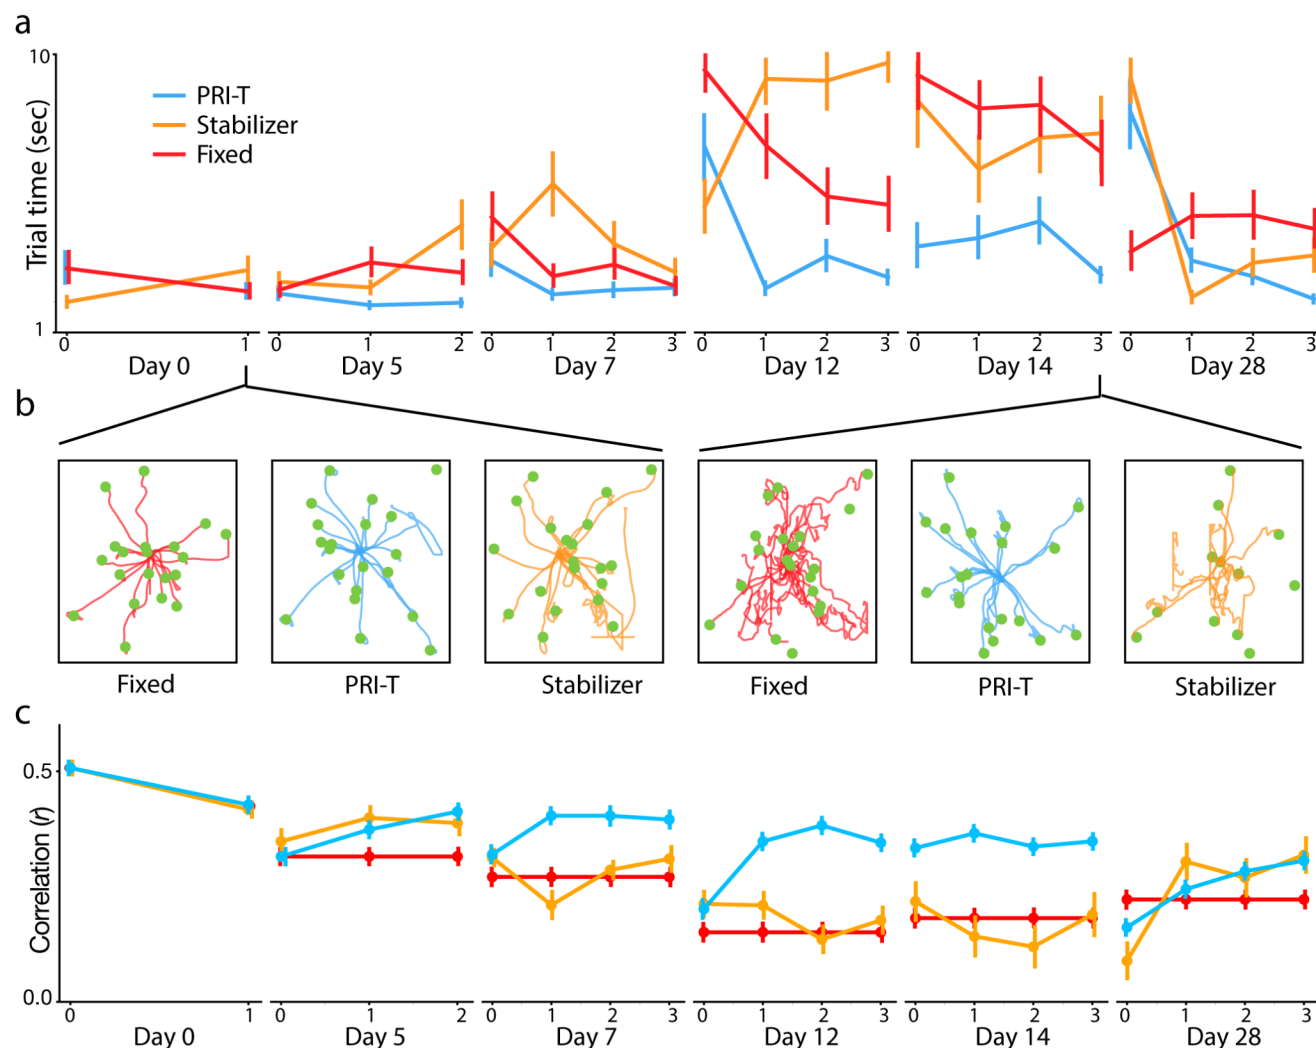 a
10
Trial time (sec)
1
PRI-T
Stabilizer
Fixed
0 1 0 1 2 0 1 2 3 0 1 2 3 0 1 2 3 0 1 2 3
Day 0 Day 5 Day 7 Day 12 Day 14 Day 28
b
Fixed PRI-T Stabilizer Fixed PRI-T Stabilizer
c
0.5
Correlation (r)
0.0
0 1 0 1 2 0 1 2 3 0 1 2 3 0 1 2 3 0 1 2 3
Day 0 Day 5 Day 7 Day 12 Day 14 Day 28